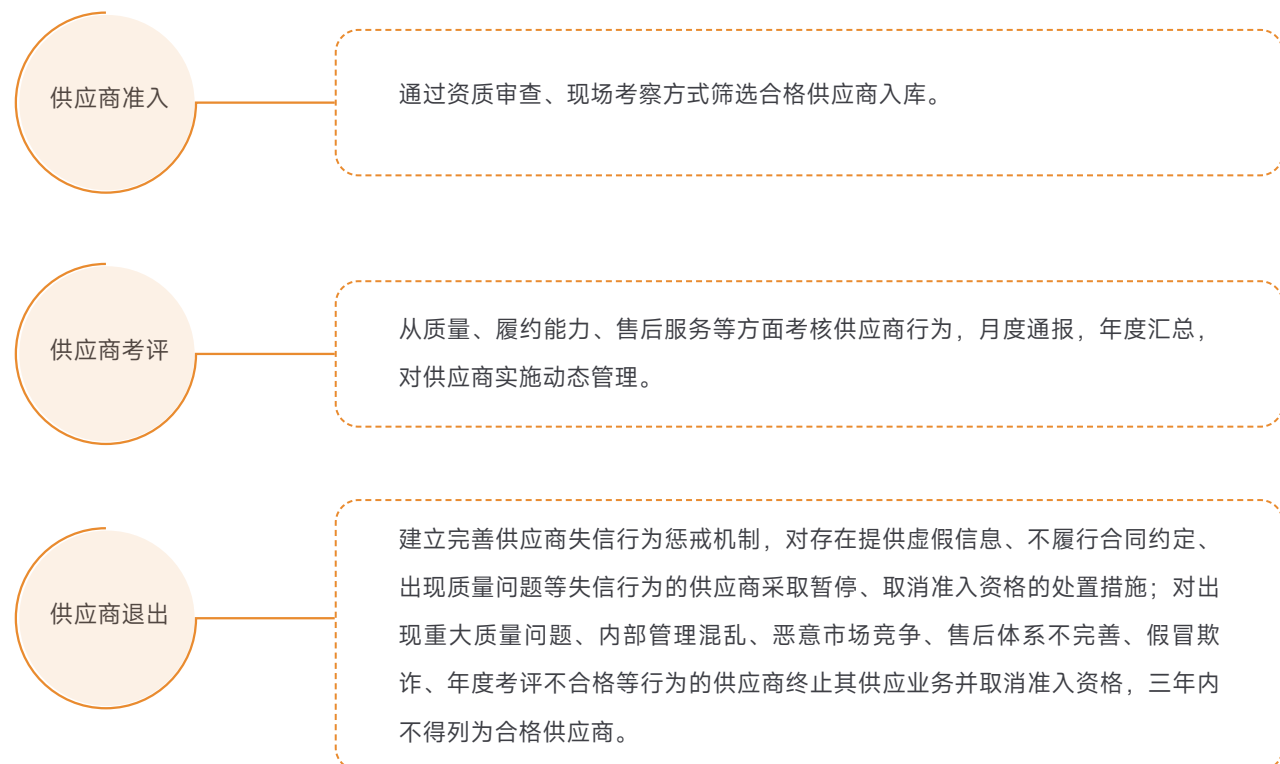 供应商准入
通过资质审查、现场考察方式筛选合格供应商入库。
供应商考评
从质量、履约能力、售后服务等方面考核供应商行为，月度通报，年度汇总，
对供应商实施动态管理。
供应商退出
建立完善供应商失信行为惩戒机制，对存在提供虚假信息、不履行合同约定、
出现质量问题等失信行为的供应商采取暂停、取消准入资格的处置措施；对出
现重大质量问题、内部管理混乱、恶意市场竞争、售后体系不完善、假冒欺
诈、年度考评不合格等行为的供应商终止其供应业务并取消准入资格，三年内
不得列为合格供应商。